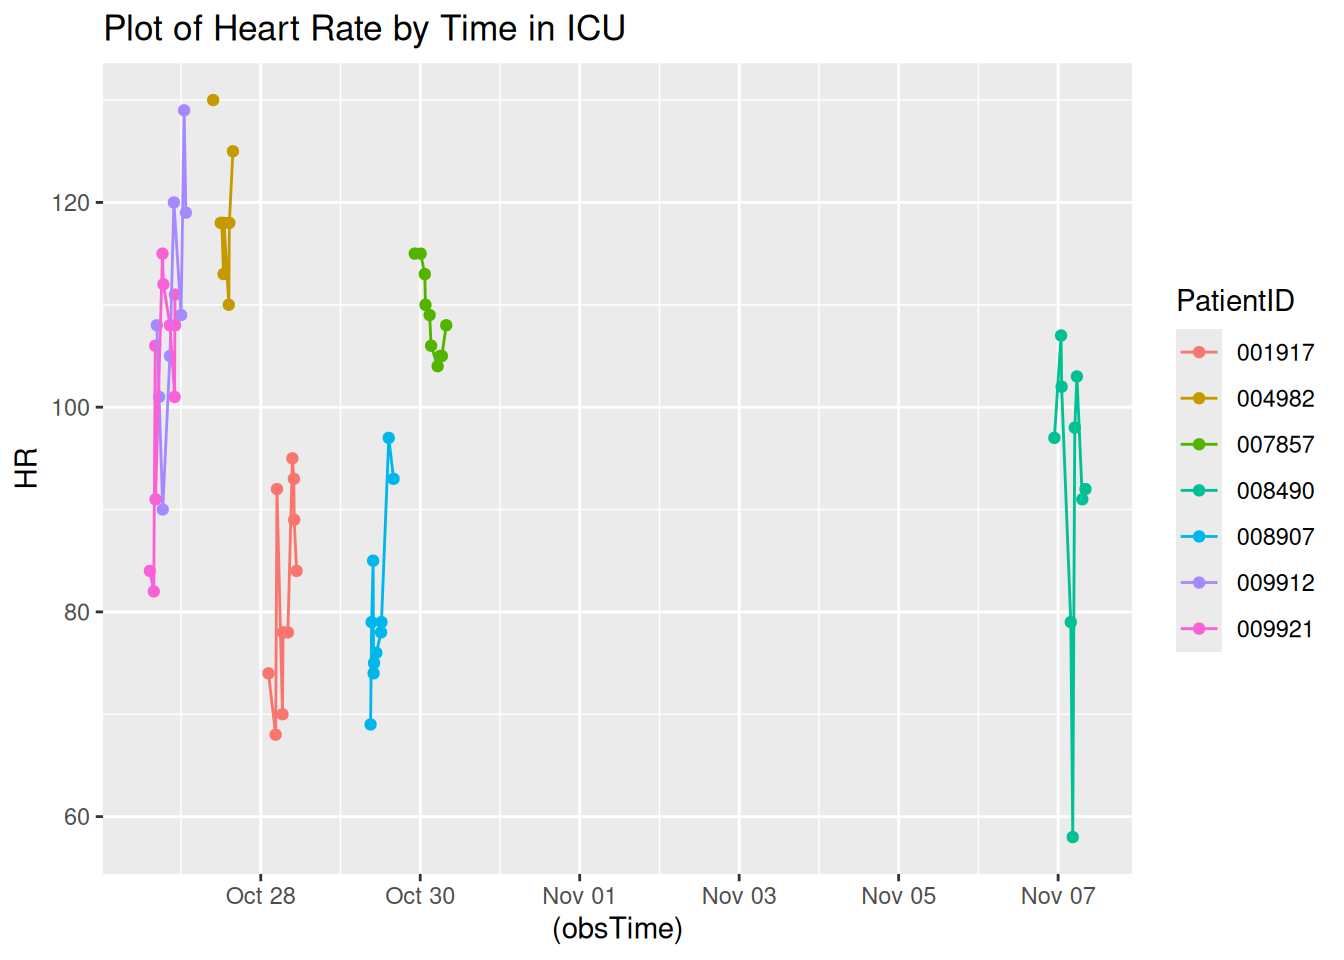 Plot of Heart Rate by Time in ICU
HR
120
100
80
60
Oct 28
Oct 30
Nov 01
Nov 03
Nov 05
Nov 07
(obsTime)
PatientID
001917
004982
007857
008490
008907
009912
009921